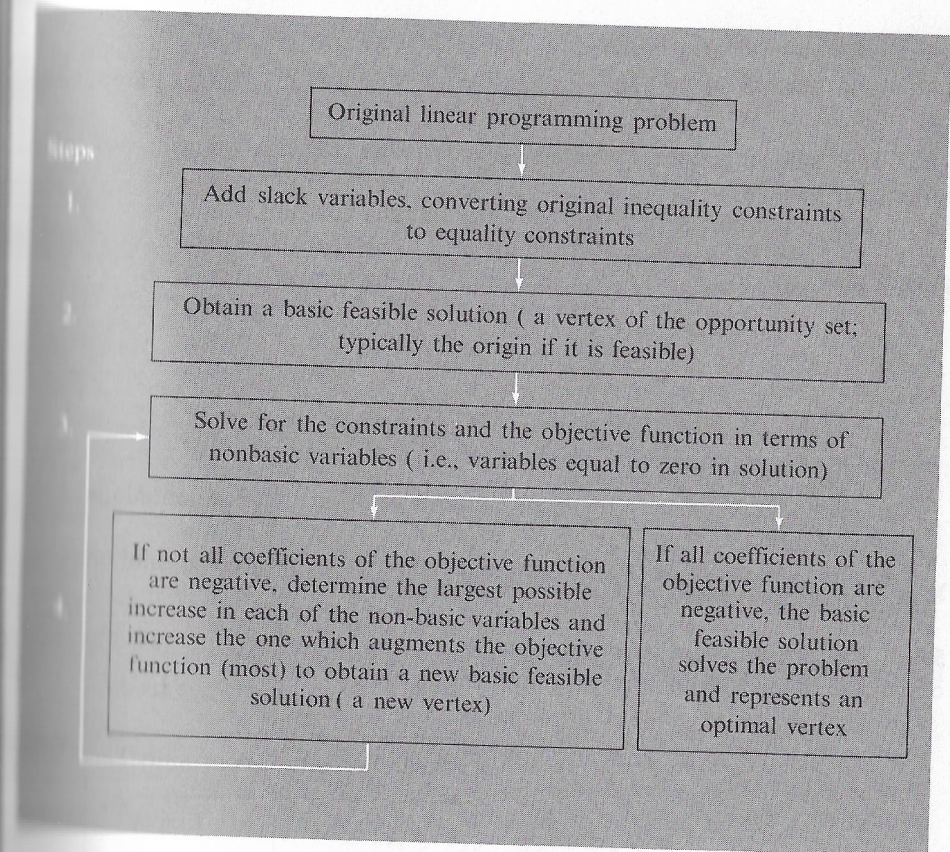 Original linear programming problem
Steps
1.
Add slack variables, converting original inequality constraints
to equality constraints
2.
Obtain a basic feasible solution ( a vertex of the opportunity set;
typically the origin if it is feasible)
3.
Solve for the constraints and the objective function in terms of
nonbasic variables ( i.e., variables equal to zero in solution)
4
If not all coefficients of the objective function
are negative, determine the largest possible
increase in each of the non-basic variables and
increase the one which augments the objective
function (most) to obtain a new basic feasible
solution ( a new vertex)
If all coefficients of the
objective function are
negative, the basic
feasible solution
solves the problem
and represents an
optimal vertex